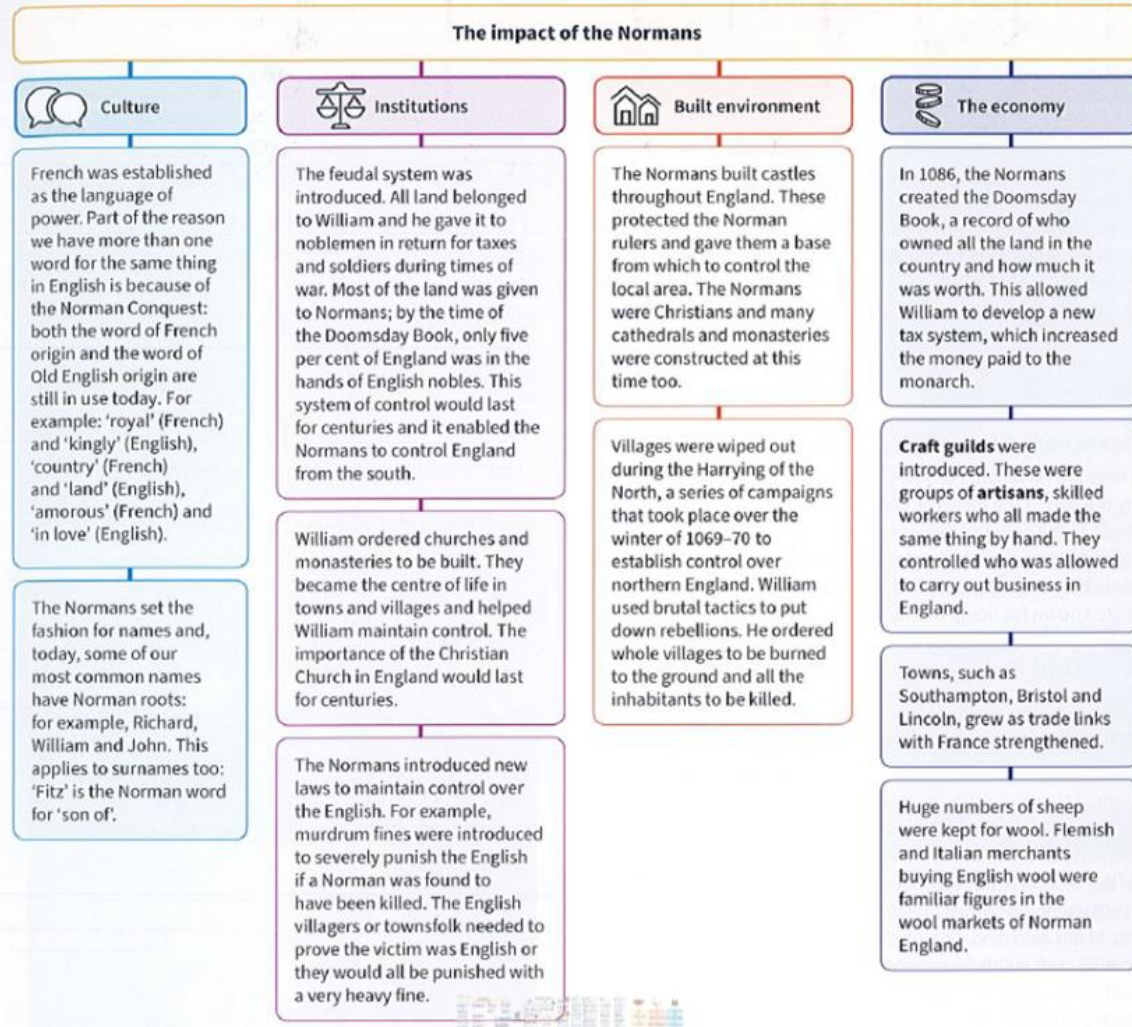 The impact of the Normans
Culture
French was established
as the language of
power. Part of the reason
we have more than one
word for the same thing
in English is because of
the Norman Conquest:
both the word of French
origin and the word of
Old English origin are
still in use today. For
example: ‘royal’ (French)
and ‘kingly’ (English),
‘country’ (French)
and ‘land’ (English),
‘amorous’ (French) and
‘in love’ (English).
The Normans set the
fashion for names and,
today, some of our
most common names
have Norman roots:
for example, Richard,
William and John. This
applies to surnames too:
‘Fitz’ is the Norman word
for ‘son of’.
Institutions
The feudal system was
introduced. All land belonged
to William and he gave it to
noblemen in return for taxes
and soldiers during times of
war. Most of the land was given
to Normans; by the time of
the Doomsday Book, only five
per cent of England was in the
hands of English nobles. This
system of control would last
for centuries and it enabled the
Normans to control England
from the south.
William ordered churches and
monasteries to be built. They
became the centre of life in
towns and villages and helped
William maintain control. The
importance of the Christian
Church in England would last
for centuries.
The Normans introduced new
laws to maintain control over
the English. For example,
murdrum fines were introduced
to severely punish the English
if a Norman was found to
have been killed. The English
villagers or townsfolk needed to
prove the victim was English or
they would all be punished with
a very heavy fine.
Built environment
The Normans built castles
throughout England. These
protected the Norman
rulers and gave them a base
from which to control the
local area. The Normans
were Christians and many
cathedrals and monasteries
were constructed at this
time too.
Villages were wiped out
during the Harrying of the
North, a series of campaigns
that took place over the
winter of 1069–70 to
establish control over
northern England. William
used brutal tactics to put
down rebellions. He ordered
whole villages to be burned
to the ground and all the
inhabitants to be killed.
The economy
In 1086, the Normans
created the Doomsday
Book, a record of who
owned all the land in the
country and how much it
was worth. This allowed
William to develop a new
tax system, which increased
the money paid to the
monarch.
Craft guilds were
introduced. These were
groups of artisans, skilled
workers who all made the
same thing by hand. They
controlled who was allowed
to carry out business in
England.
Towns, such as
Southampton, Bristol and
Lincoln, grew as trade links
with France strengthened.
Huge numbers of sheep
were kept for wool. Flemish
and Italian merchants
buying English wool were
familiar figures in the
wool markets of Norman
England.